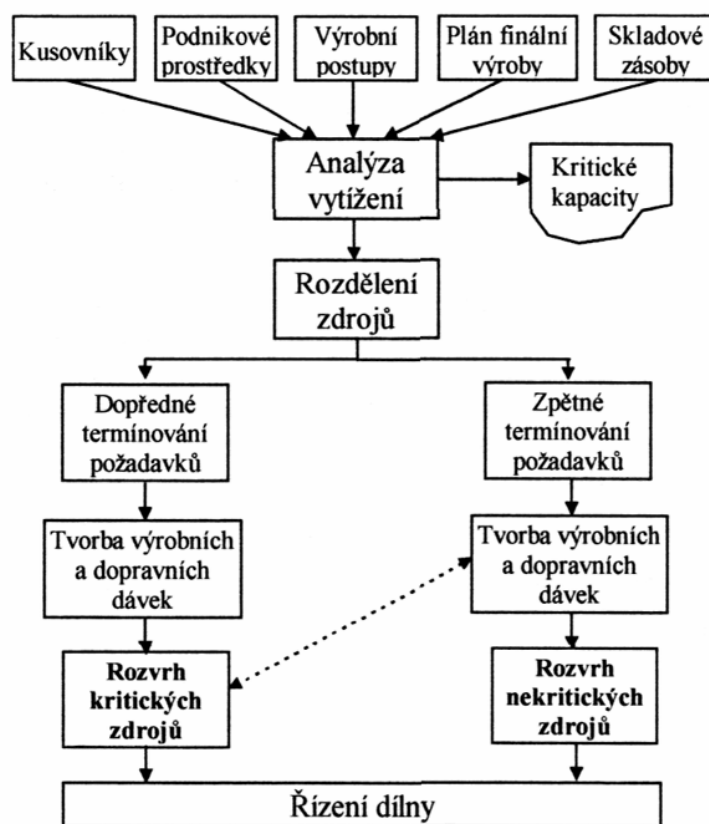 Kusovníky
Podnikové
prostředky
Výrobní
postupy
Plán finální
výroby
Skladové
zásoby
Analýza
vytížení
Kritické
kapacity
Rozdělení
zdrojů
Dopředné
termínování
požadavků
Zpětné
termínování
požadavků
Tvorba výrobních
a dopravních
dávek
Tvorba výrobních
a dopravních
dávek
Rozvrh
kritických
zdrojů
Rozvrh
nekritických
zdrojů
Řízení dílny